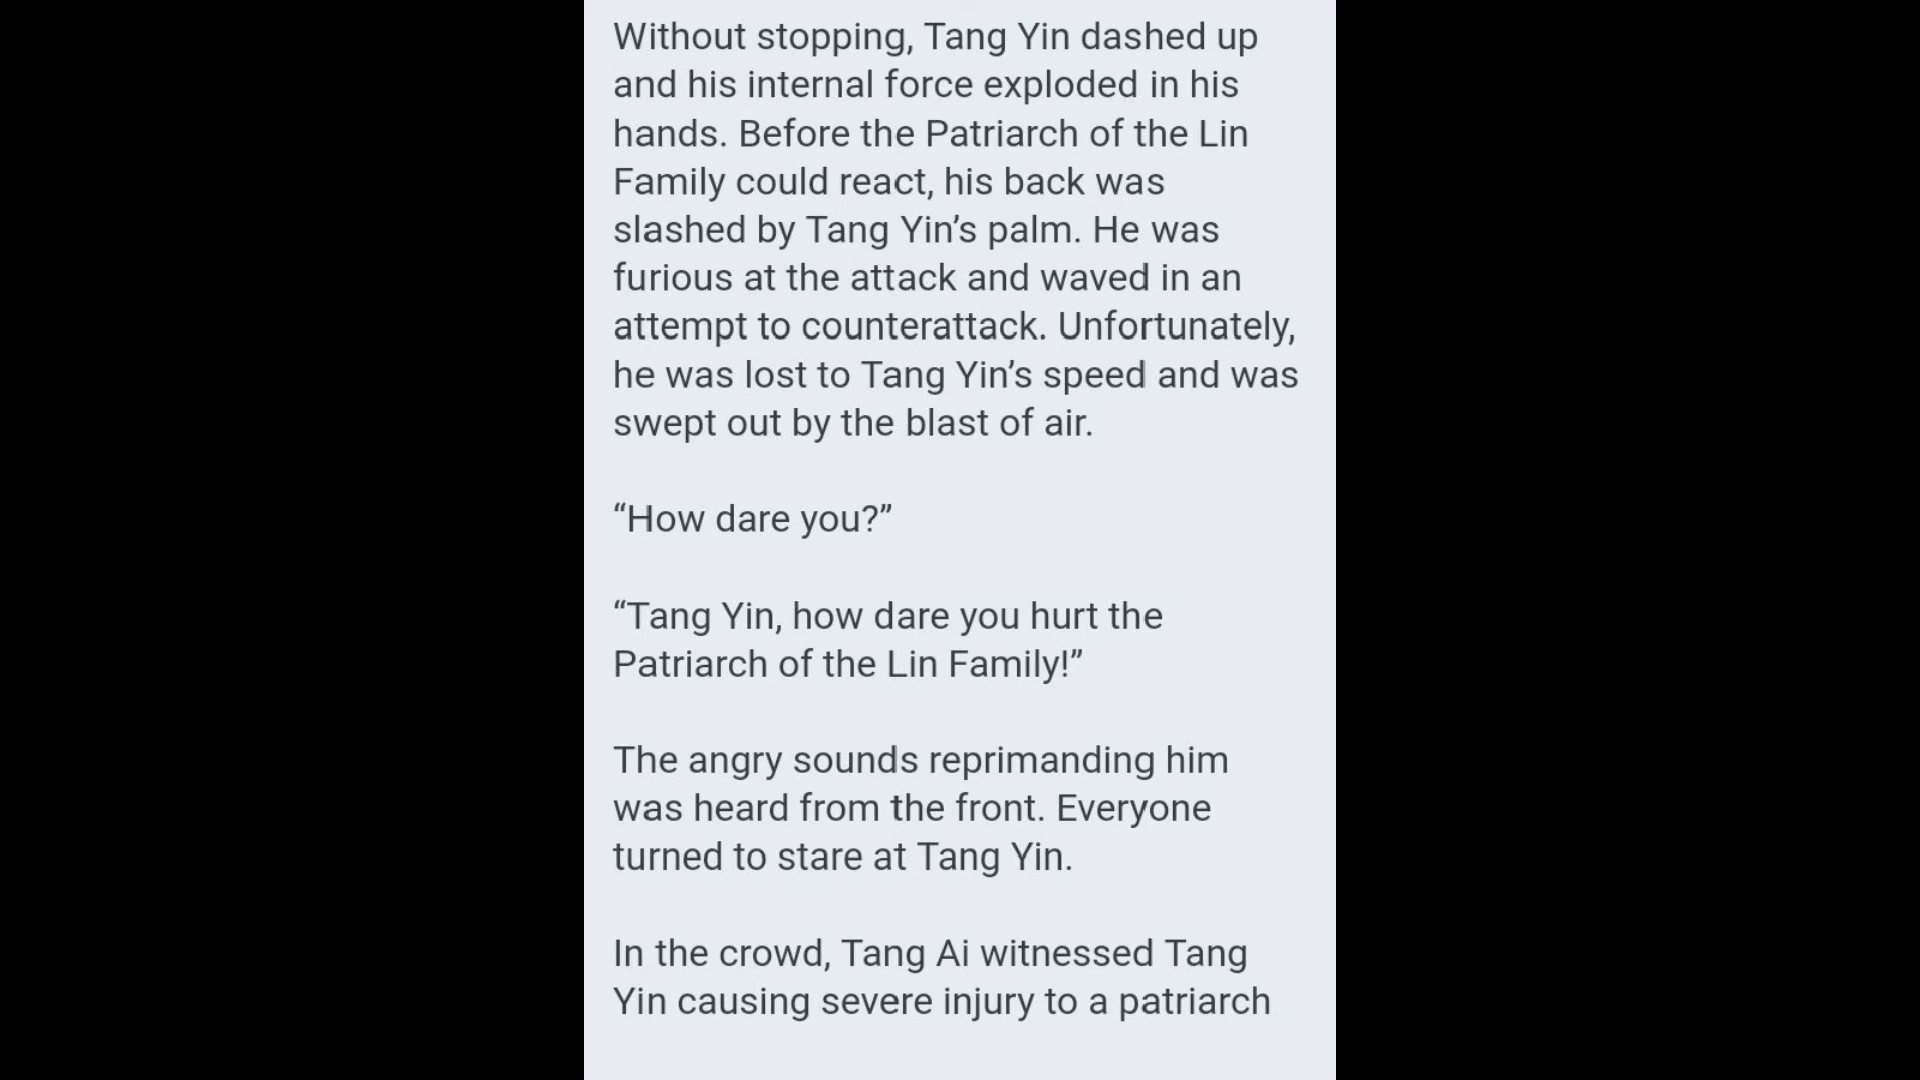 Without stopping, Tang Yin dashed up
and his internal force exploded in his
hands. Before the Patriarch of the Lin
Family could react, his back was
slashed by Tang Yin’s palm. He was
furious at the attack and waved in an
attempt to counterattack. Unfortunately,
he was lost to Tang Yin’s speed and was
swept out by the blast of air.
“How dare you?”
“Tang Yin, how dare you hurt the
Patriarch of the Lin Family!”
The angry sounds reprimanding him
was heard from the front. Everyone
turned to stare at Tang Yin.
In the crowd, Tang Ai witnessed Tang
Yin causing severe injury to a patriarch